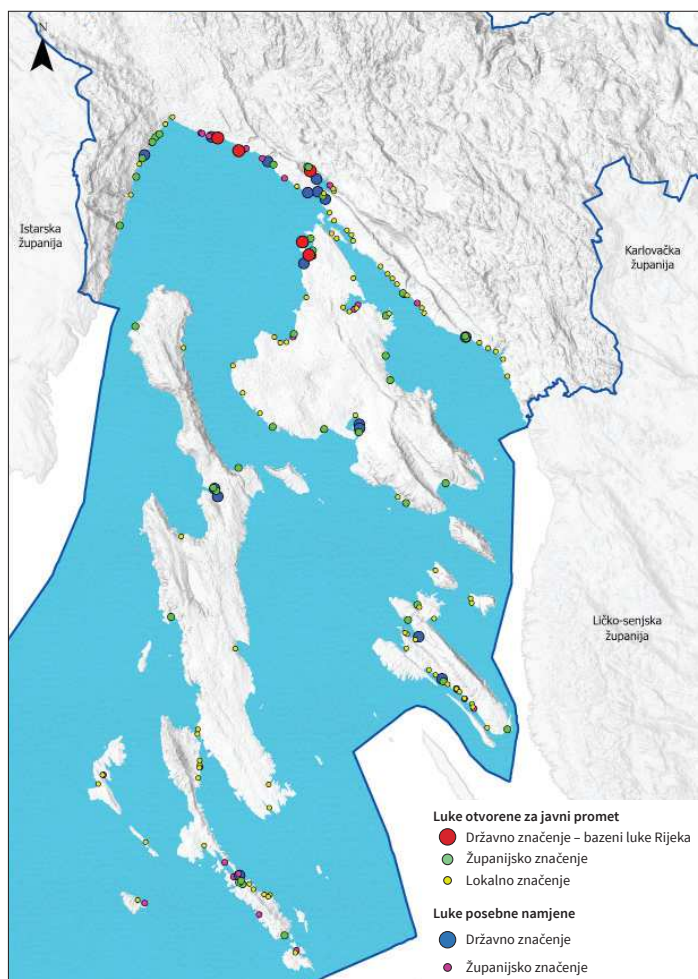 N
Istarska
županija
Karlovačka
županija
Ličko-senjska
županija
Luke otvorene za javni promet
Državno značenje – bazeni luke Rijeka
Županijsko značenje
Lokalno značenje
Luke posebne namjene
Državno značenje
Županijsko značenje